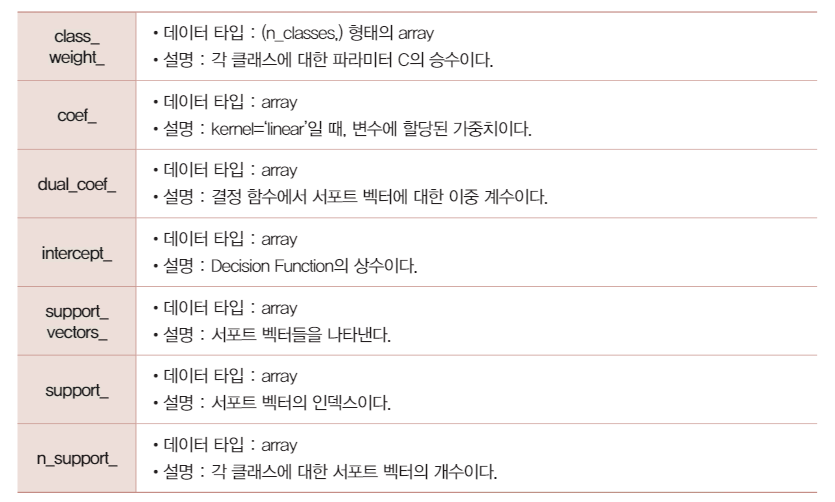 class_
weight_
• 데이터 타입 : (n_classes,) 형태의 array
• 설명 : 각 클래스에 대한 파라미터 C의 승수이다.
coef_
• 데이터 타입 : array
• 설명 : kernel=‘linear’일 때, 변수에 할당된 가중치이다.
dual_coef_
• 데이터 타입 : array
• 설명 : 결정 함수에서 서포트 벡터에 대한 이중 계수이다.
intercept_
• 데이터 타입 : array
• 설명 : Decision Function의 상수이다.
support_
vectors_
• 데이터 타입 : array
• 설명 : 서포트 벡터들을 나타낸다.
support_
• 데이터 타입 : array
• 설명 : 서포트 벡터의 인덱스이다.
n_support_
• 데이터 타입 : array
• 설명 : 각 클래스에 대한 서포트 벡터의 개수이다.